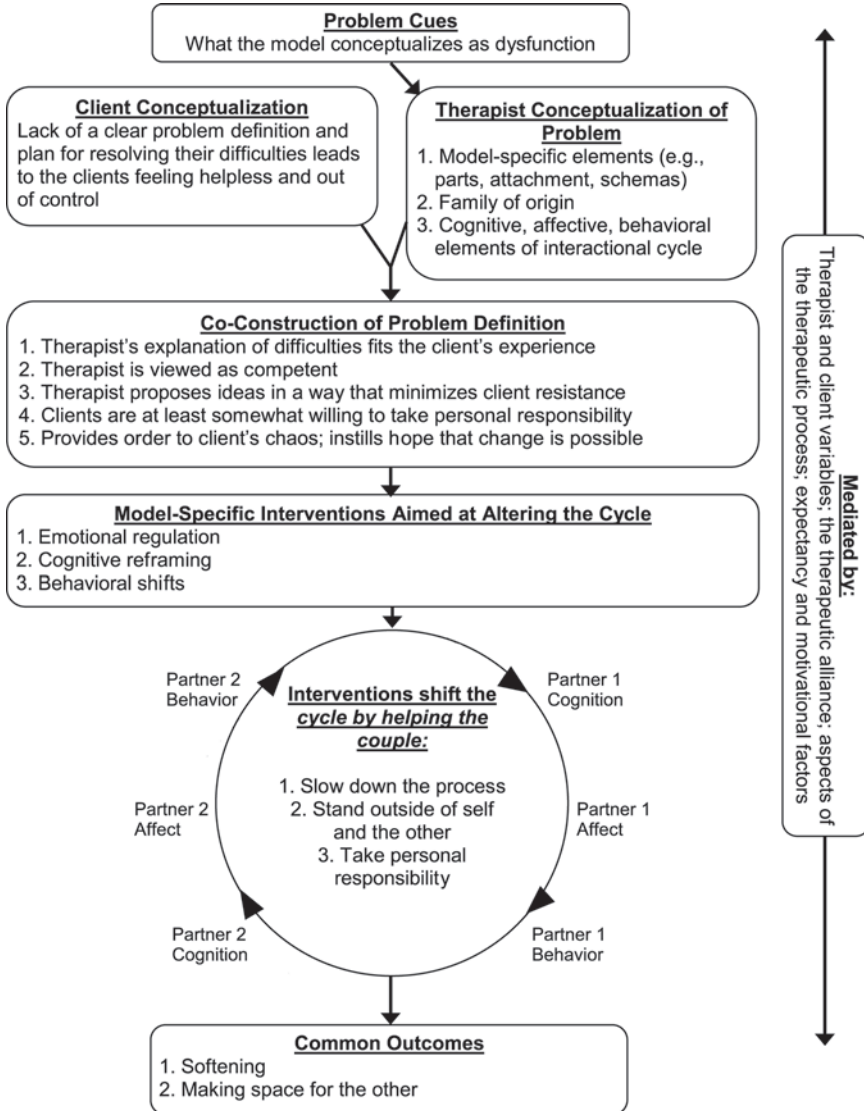 Problem Cues
What the model conceptualizes as dysfunction
Client Conceptualization
Lack of a clear problem definition and
plan for resolving their difficulties leads
to the clients feeling helpless and out
of control
Therapist Conceptualization of
Problem
1. Model-specific elements (e.g.,
parts, attachment, schemas)
2. Family of origin
3. Cognitive, affective, behavioral
elements of interactional cycle
Co-Construction of Problem Definition
1. Therapist's explanation of difficulties fits the client's experience
2. Therapist is viewed as competent
3. Therapist proposes ideas in a way that minimizes client resistance
4. Clients are at least somewhat willing to take personal responsibility
5. Provides order to client's chaos; instills hope that change is possible
Model-Specific Interventions Aimed at Altering the Cycle
1. Emotional regulation
2. Cognitive reframing
3. Behavioral shifts
Partner 2
Behavior
Partner 1
Cognition
Interventions shift the
cycle by helping the
couple:
1. Slow down the process
2. Stand outside of self
and the other
3. Take personal
responsibility
Partner 2
Affect
Partner 1
Affect
Partner 2
Cognition
Partner 1
Behavior
Common Outcomes
1. Softening
2. Making space for the other
Mediated by:
Therapist and client variables; the therapeutic alliance; aspects of
the therapeutic process; expectancy and motivational factors